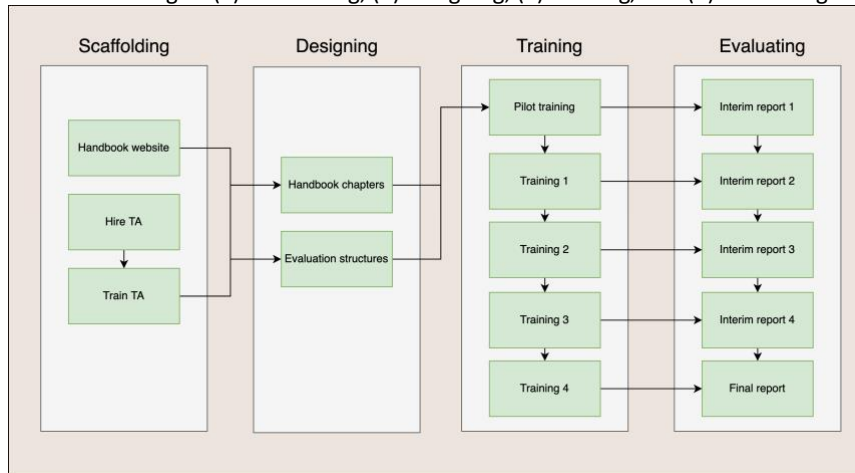 Scaffolding
Designing
Training
Evaluating
Handbook website
Hire TA
Train TA
Handbook chapters
Evaluation structures
Pilot training
Training 1
Training 2
Training 3
Training 4
Interim report 1
Interim report 2
Interim report 3
Interim report 4
Final report